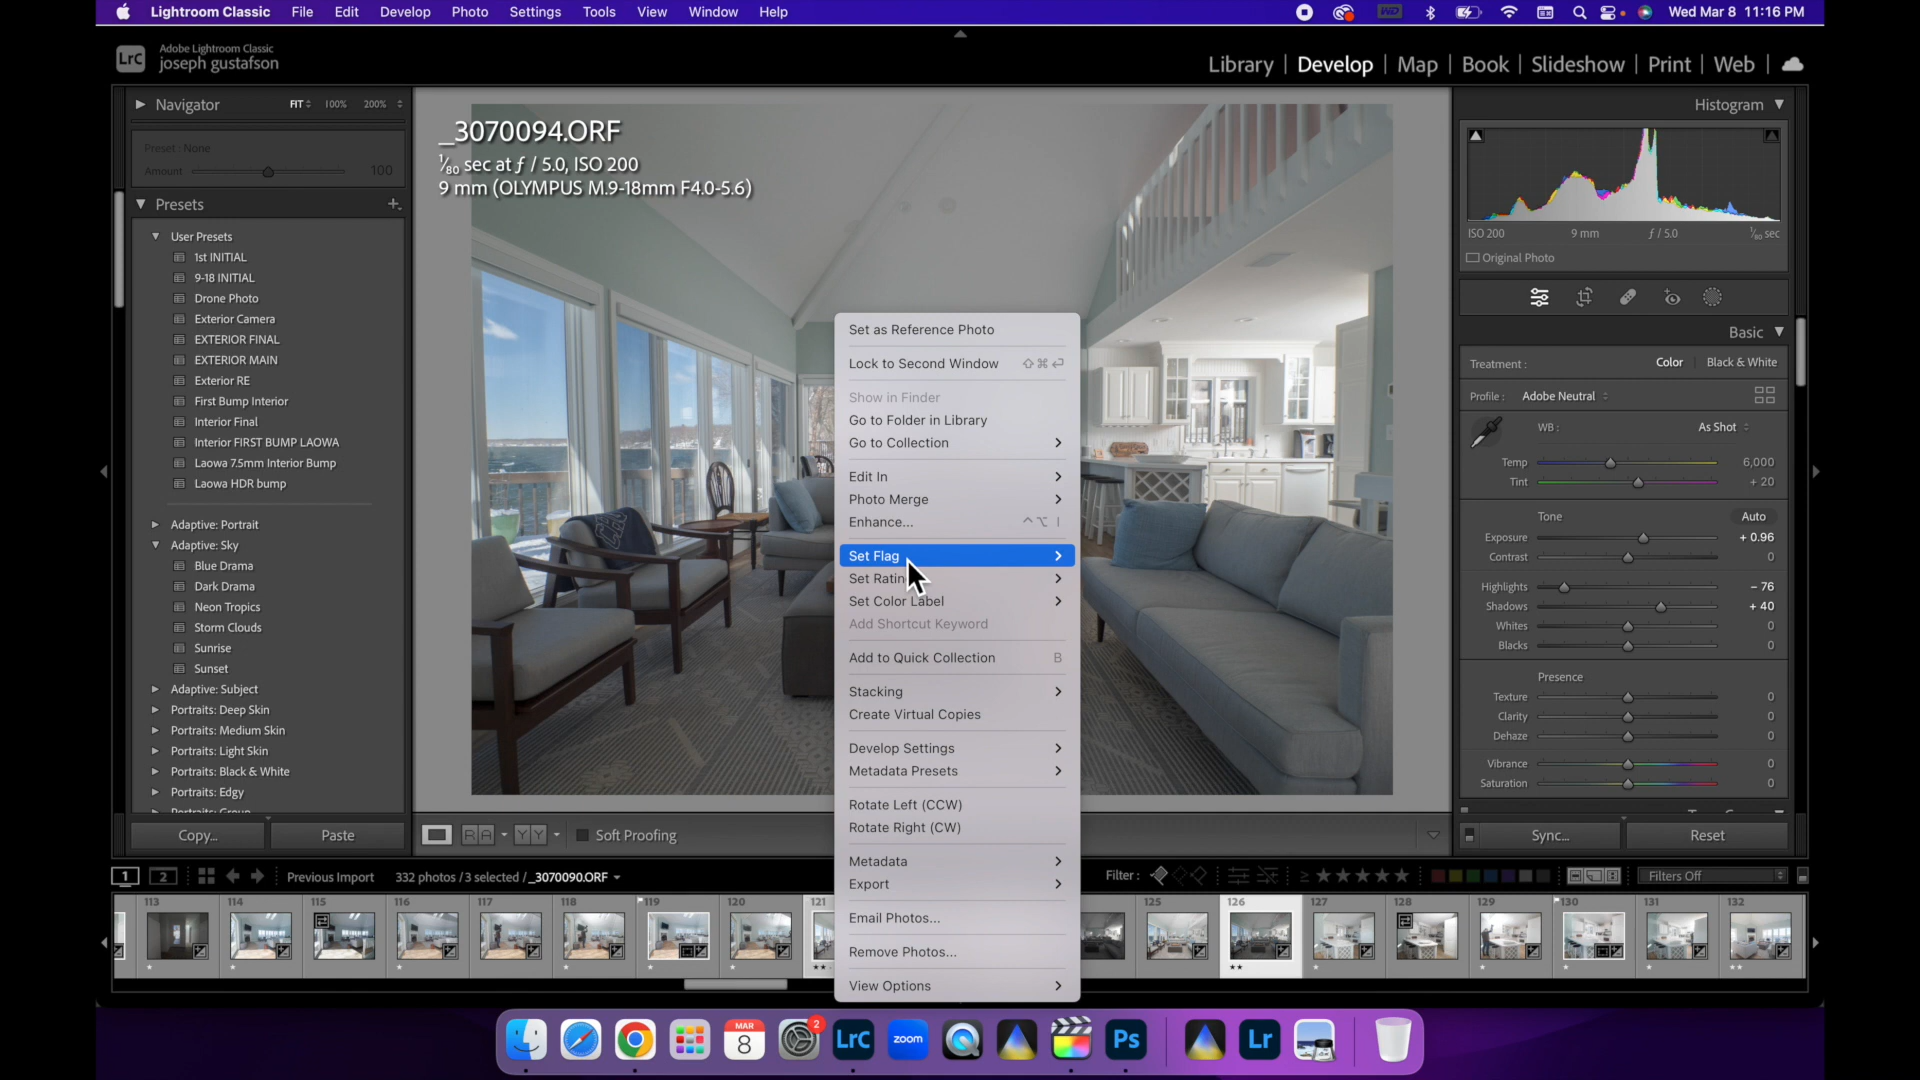 Lightroom Classic File Edit Develop Photo Settings Tools View Window Help Wed Mar 8 11:16 PM
LrC
Adobe Lightroom Classic
joseph gustafson
Library | Develop | Map | Book | Slideshow | Print | Web
Navigator FIT 100% 200%
Preset : None
Amount 100
Presets
User Presets
1st INITIAL
9-18 INITIAL
Drone Photo
Exterior Camera
EXTERIOR FINAL
EXTERIOR MAIN
Exterior RE
First Bump Interior
Interior Final
Interior FIRST BUMP LAOWA
Laowa 7.5mm Interior Bump
Laowa HDR bump
Adaptive: Portrait
Adaptive: Sky
Blue Drama
Dark Drama
Neon Tropics
Storm Clouds
Sunrise
Sunset
Adaptive: Subject
Portraits: Deep Skin
Portraits: Medium Skin
Portraits: Light Skin
Portraits: Black & White
Portraits: Edgy
Portraits: Group
Copy... Paste
_3070094.ORF
1/80 sec at f / 5.0, ISO 200
9 mm (OLYMPUS M.9-18mm F4.0-5.6)
Set as Reference Photo
Lock to Second Window ⇧⌘⏎
Show in Finder
Go to Folder in Library
Go to Collection
Edit In
Photo Merge
Enhance... ^⌥ I
Set Flag
Set Ratin
Set Color Label
Add Shortcut Keyword
Add to Quick Collection B
Stacking
Create Virtual Copies
Develop Settings
Metadata Presets
Rotate Left (CCW)
Rotate Right (CW)
Metadata
Export
Email Photos...
Remove Photos...
View Options
Histogram
ISO 200 9 mm f / 5.0 1/80 sec
Original Photo
Basic
Treatment : Color Black & White
Profile : Adobe Neutral
WB : As Shot
Temp 6,000
Tint + 20
Tone Auto
Exposure + 0.96
Contrast 0
Highlights - 76
Shadows + 40
Whites 0
Blacks 0
Presence
Texture 0
Clarity 0
Dehaze 0
Vibrance 0
Saturation 0
Sync... Reset
RA YY Soft Proofing
1 2 Previous Import 332 photos / 3 selected / _3070090.ORF Filter : Filters Off
113 114 115 116 117 118 119 120 121 125 126 127 128 129 130 131 132
MAR
8
2
LrC
zoom
Ps
Lr